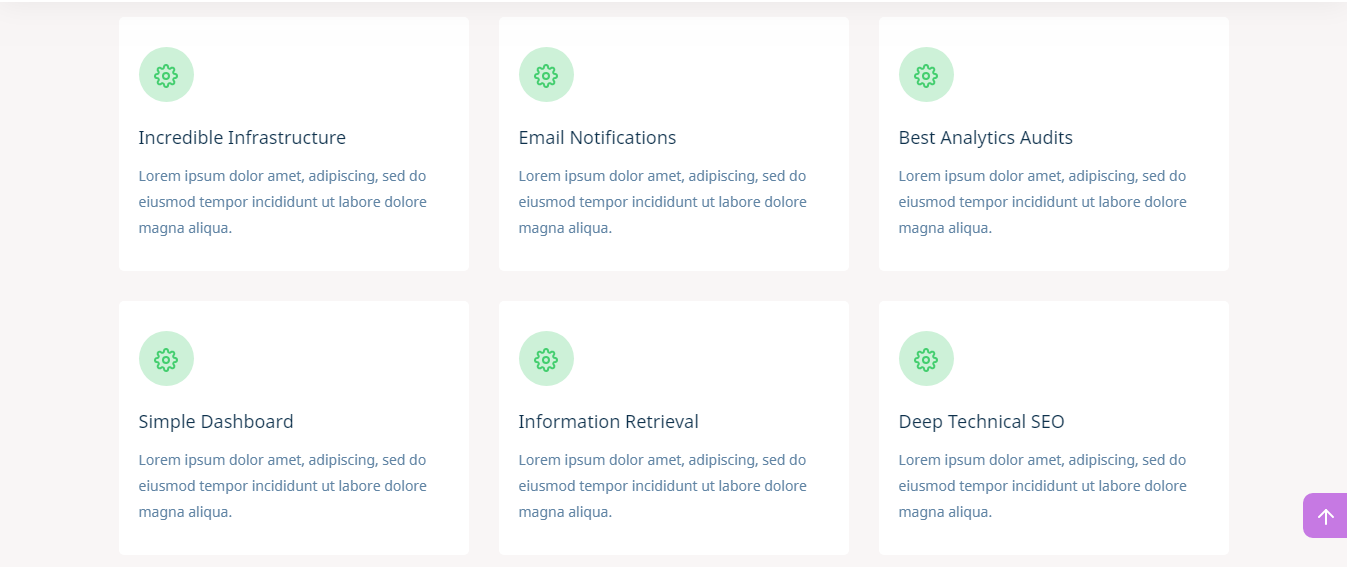 Incredible Infrastructure
Lorem ipsum dolor amet, adipiscing, sed do
eiusmod tempor incididunt ut labore dolore
magna aliqua.
Email Notifications
Lorem ipsum dolor amet, adipiscing, sed do
eiusmod tempor incididunt ut labore dolore
magna aliqua.
Best Analytics Audits
Lorem ipsum dolor amet, adipiscing, sed do
eiusmod tempor incididunt ut labore dolore
magna aliqua.
Simple Dashboard
Lorem ipsum dolor amet, adipiscing, sed do
eiusmod tempor incididunt ut labore dolore
magna aliqua.
Information Retrieval
Lorem ipsum dolor amet, adipiscing, sed do
eiusmod tempor incididunt ut labore dolore
magna aliqua.
Deep Technical SEO
Lorem ipsum dolor amet, adipiscing, sed do
eiusmod tempor incididunt ut labore dolore
magna aliqua.